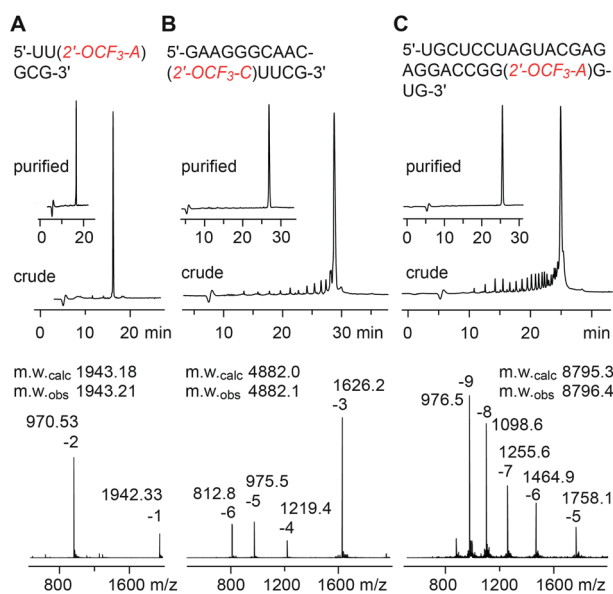 A
5'-UU(2'-OCF₃-A)
GCG-3'
purified
0 20
crude
0 10 20 min
m.w.calc 1943.18
m.w.obs 1943.21
970.53
-2
1942.33
-1
800 1600 m/z
B
5'-GAAGGGCAAC-
(2'-OCF₃-C)UUCG-3'
purified
10 20 30
crude
10 20 30 min
m.w.calc 4882.0
m.w.obs 4882.1
1626.2
-3
812.8
-6
975.5
-5
1219.4
-4
800 1200 1600 m/z
C
5'-UGCUCCUAGUACGAG
AGGACCGG(2'-OCF₃-A)G-
UG-3'
purified
0 10 20 30
crude
0 10 20 min
m.w.calc 8795.3
m.w.obs 8796.4
-9
976.5
-8
1098.6
1255.6
-7
1464.9
-6
1758.1
-5
800 1200 1600 m/z